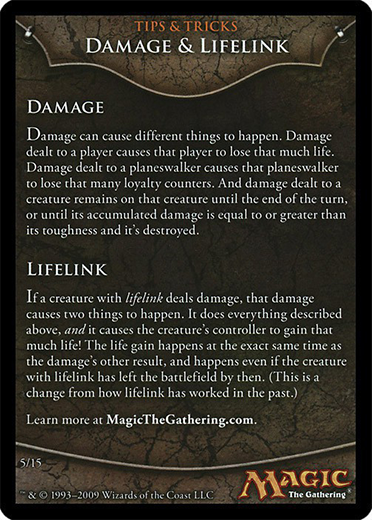 TIPS & TRICKS
DAMAGE & LIFELINK
DAMAGE
Damage can cause different things to happen. Damage
dealt to a player causes that player to lose that much life.
Damage dealt to a planeswalker causes that planeswalker
to lose that many loyalty counters. And damage dealt to a
creature remains on that creature until the end of the turn,
or until its accumulated damage is equal to or greater than
its toughness and it's destroyed.
LIFELINK
If a creature with lifelink deals damage, that damage
causes two things to happen. It does everything described
above, and it causes the creature's controller to gain that
much life! The life gain happens at the exact same time as
the damage's other result, and happens even if the creature
with lifelink has left the battlefield by then. (This is a
change from how lifelink has worked in the past.)
Learn more at MagicTheGathering.com.
5/15
MAGIC
The Gathering®
™ & © 1993–2009 Wizards of the Coast LLC